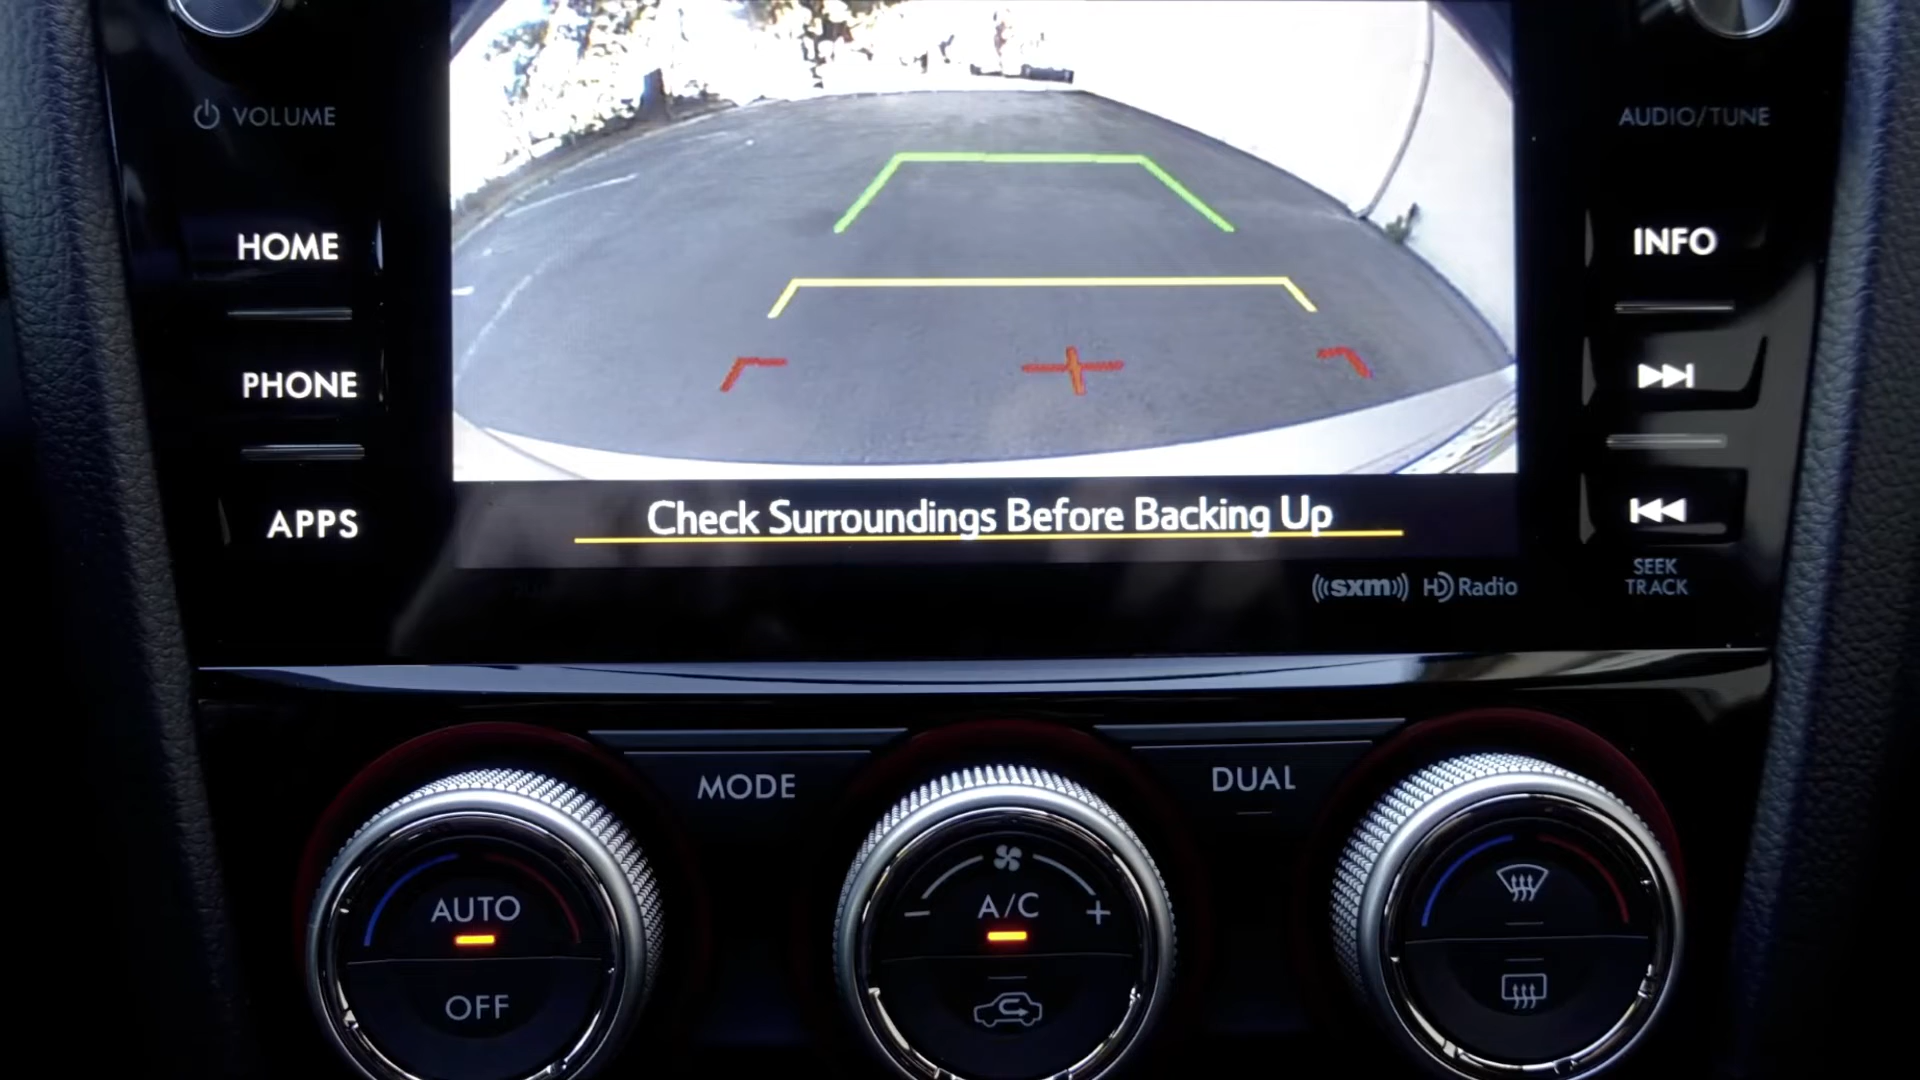 VOLUME
AUDIO/TUNE
HOME
INFO
PHONE
APPS
Check Surroundings Before Backing Up
SEEK
TRACK
((sxm)) HD Radio
MODE
DUAL
AUTO
OFF
A/C
- +